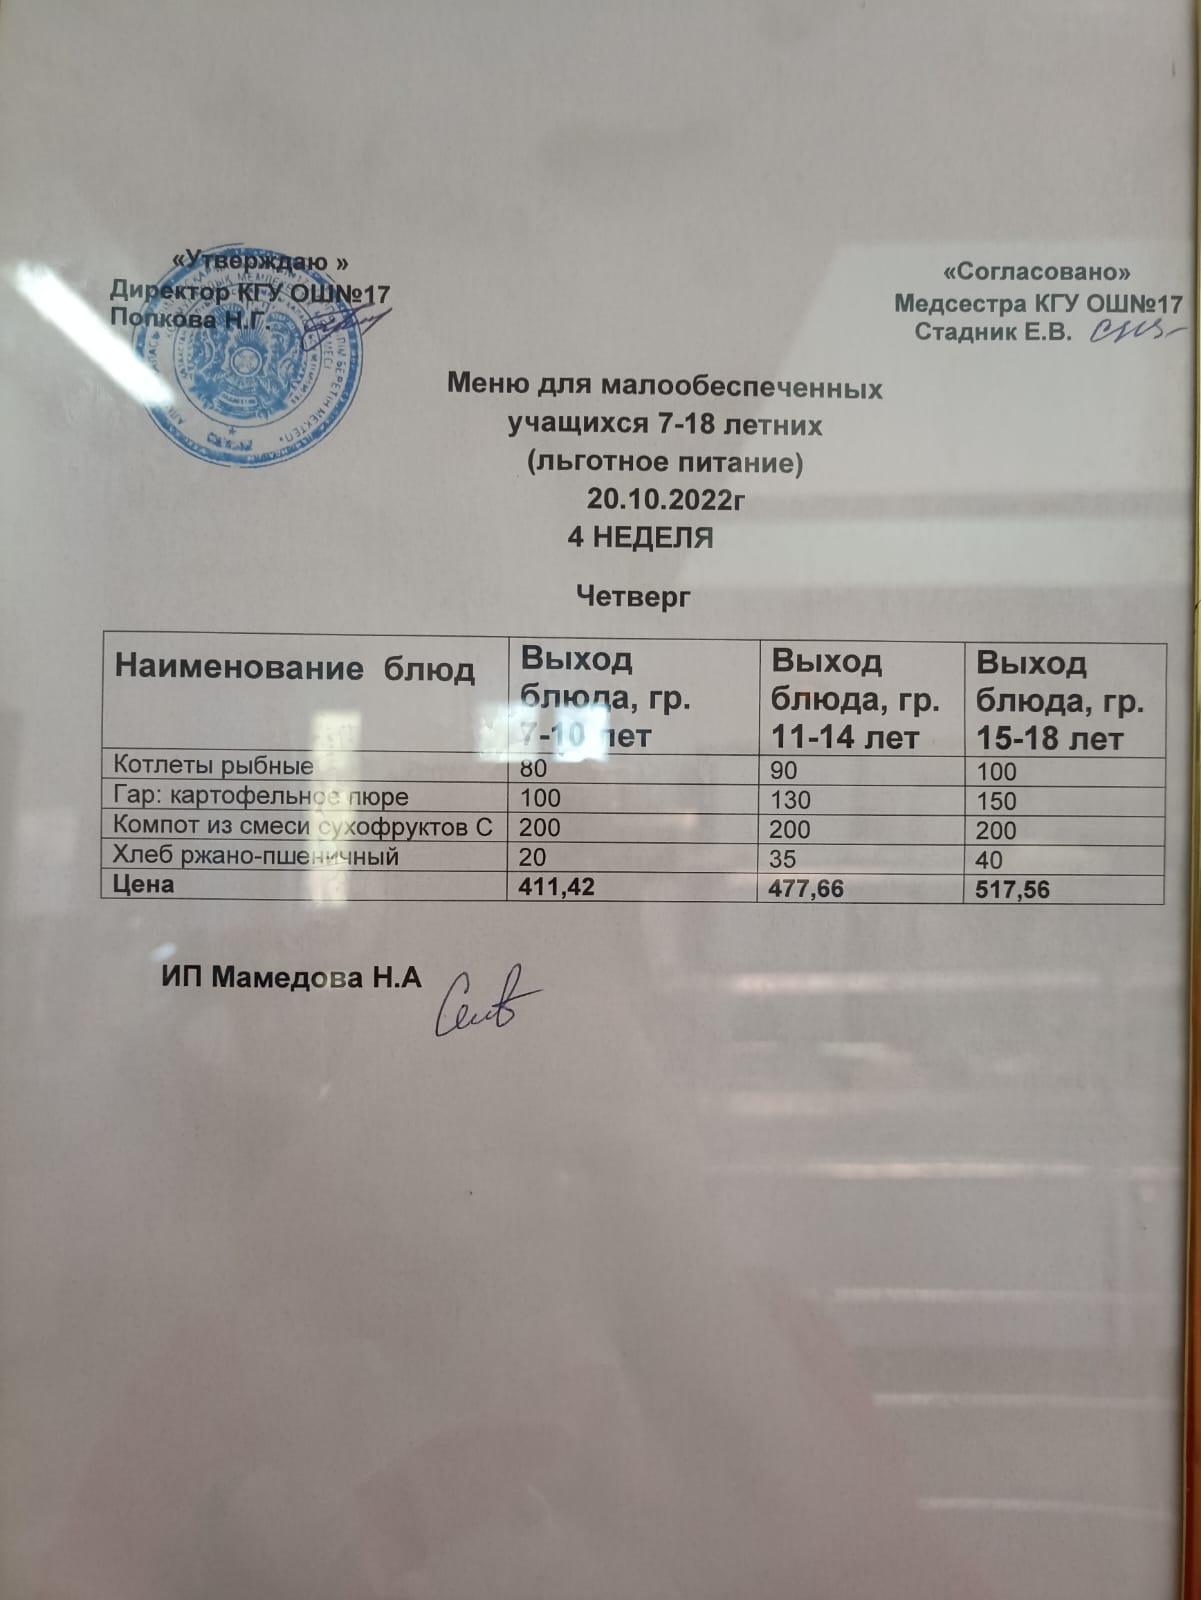 «Утверждаю »
Директор КГУ ОШ№17
Попкова Н.Г.
«Согласовано»
Медсестра КГУ ОШ№17
Стадник Е.В.
Меню для малообеспеченных
учащихся 7-18 летних
(льготное питание)
20.10.2022г
4 НЕДЕЛЯ
Четверг
Наименование блюд Выход блюда, гр. 7-10 лет Выход блюда, гр. 11-14 лет Выход блюда, гр. 15-18 лет
Котлеты рыбные 80 90 100
Гар: картофельное пюре 100 130 150
Компот из смеси сухофруктов С 200 200 200
Хлеб ржано-пшеничный 20 35 40
Цена 411,42 477,66 517,56
ИП Мамедова Н.А